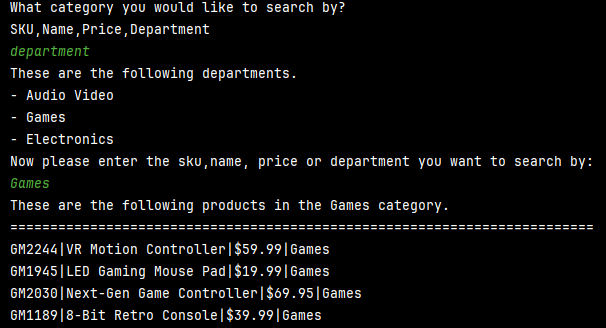 What category you would like to search by?
SKU,Name,Price,Department
department
These are the following departments.
- Audio Video
- Games
- Electronics
Now please enter the sku,name, price or department you want to search by:
Games
These are the following products in the Games category.
=========================================================================
GM2244|VR Motion Controller|$59.99|Games
GM1945|LED Gaming Mouse Pad|$19.99|Games
GM2030|Next-Gen Game Controller|$69.95|Games
GM1189|8-Bit Retro Console|$39.99|Games